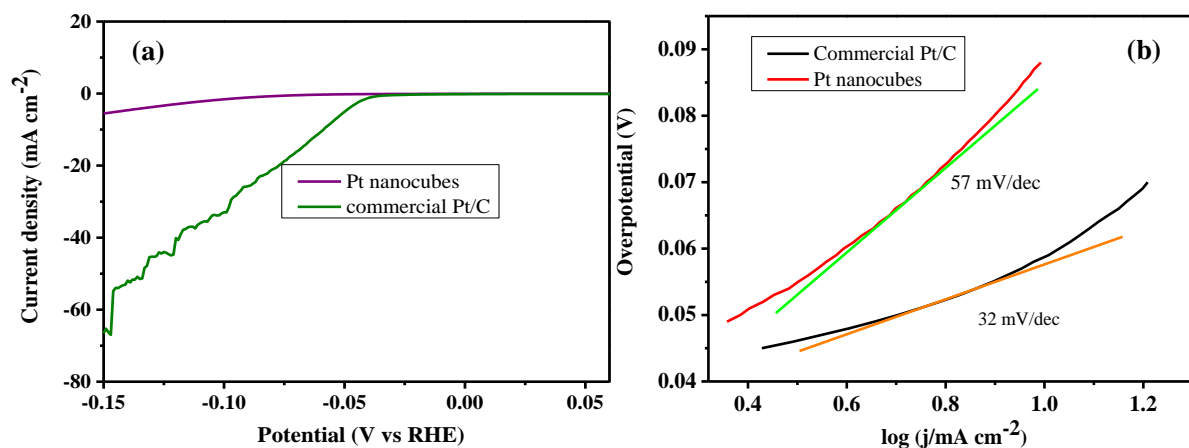 (a)
20
0
-20
-40
-60
-80
Current density (mA cm-2)
Pt nanocubes
commercial Pt/C
-0.15
-0.10
-0.05
0.00
0.05
Potential (V vs RHE)
(b)
0.09
0.08
0.07
0.06
0.05
0.04
Overpotential (V)
Commercial Pt/C
Pt nanocubes
57 mV/dec
32 mV/dec
0.4
0.6
0.8
1.0
1.2
log (j/mA cm-2)